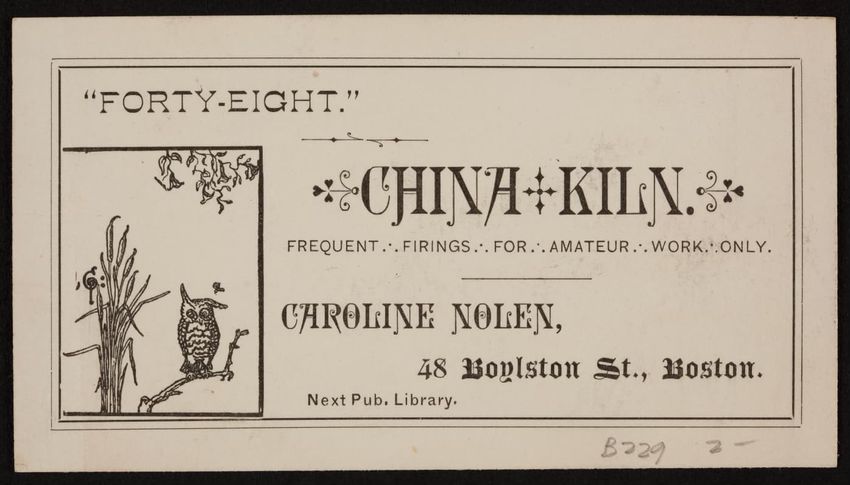 "FORTY-EIGHT."
CHINA KILN.
FREQUENT.·.FIRINGS.·.FOR.·.AMATEUR.·.WORK.·.ONLY.
CAROLINE NOLEN,
48 Boylston St., Boston.
Next Pub. Library.
B229 2-